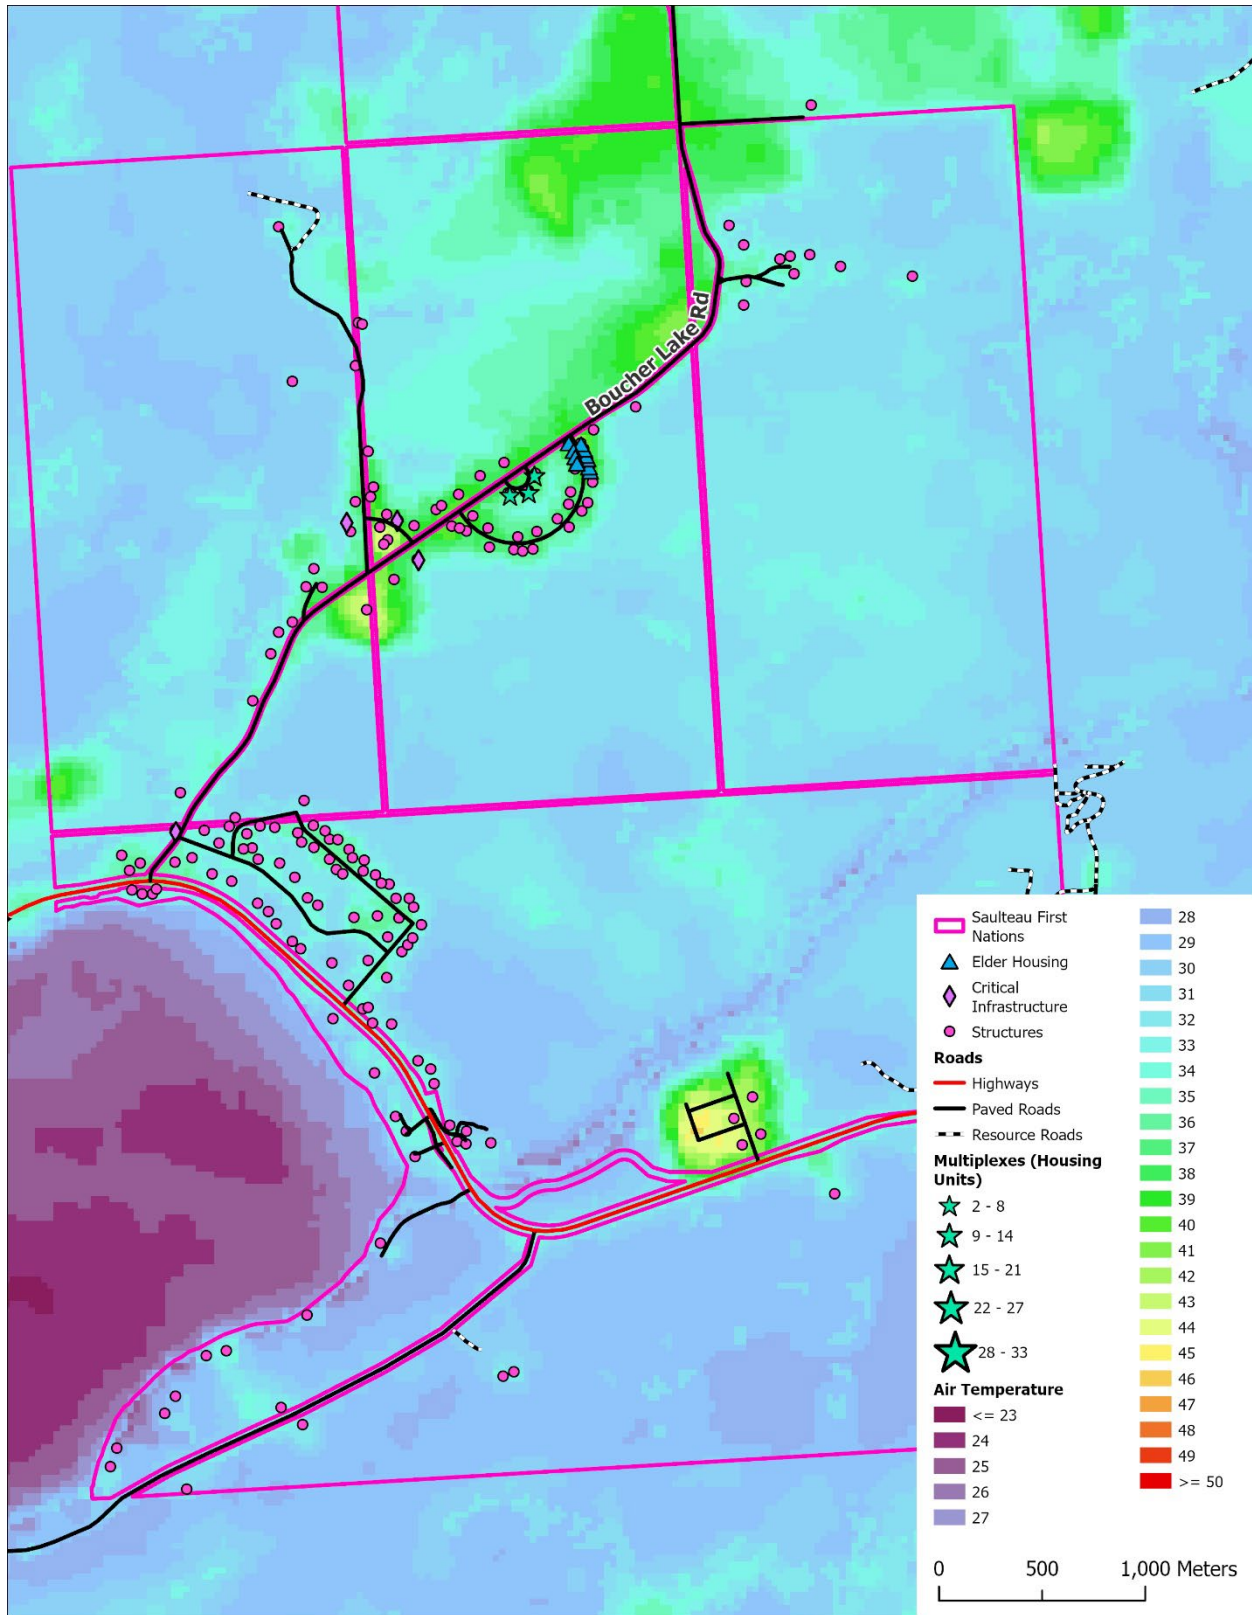 Boucher Lake Rd
Saulteau First
Nations
Elder Housing
Critical
Infrastructure
Structures
Roads
Highways
Paved Roads
Resource Roads
Multiplexes (Housing
Units)
2 - 8
9 - 14
15 - 21
22 - 27
28 - 33
Air Temperature
<= 23
24
25
26
27
28
29
30
31
32
33
34
35
36
37
38
39
40
41
42
43
44
45
46
47
48
49
>= 50
0 500 1,000 Meters